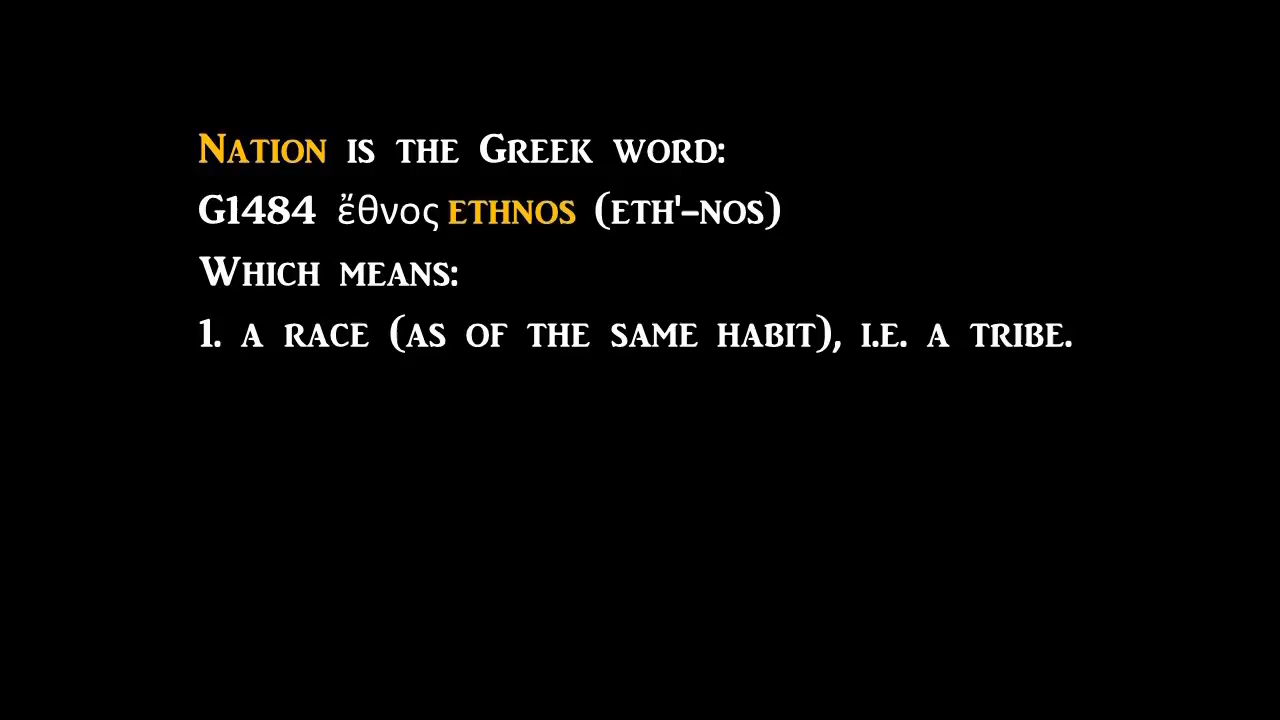 Nation is the Greek word:
G1484 ἔθνος ethnos (eth'-nos)
Which means:
1. a race (as of the same habit), i.e. a tribe.